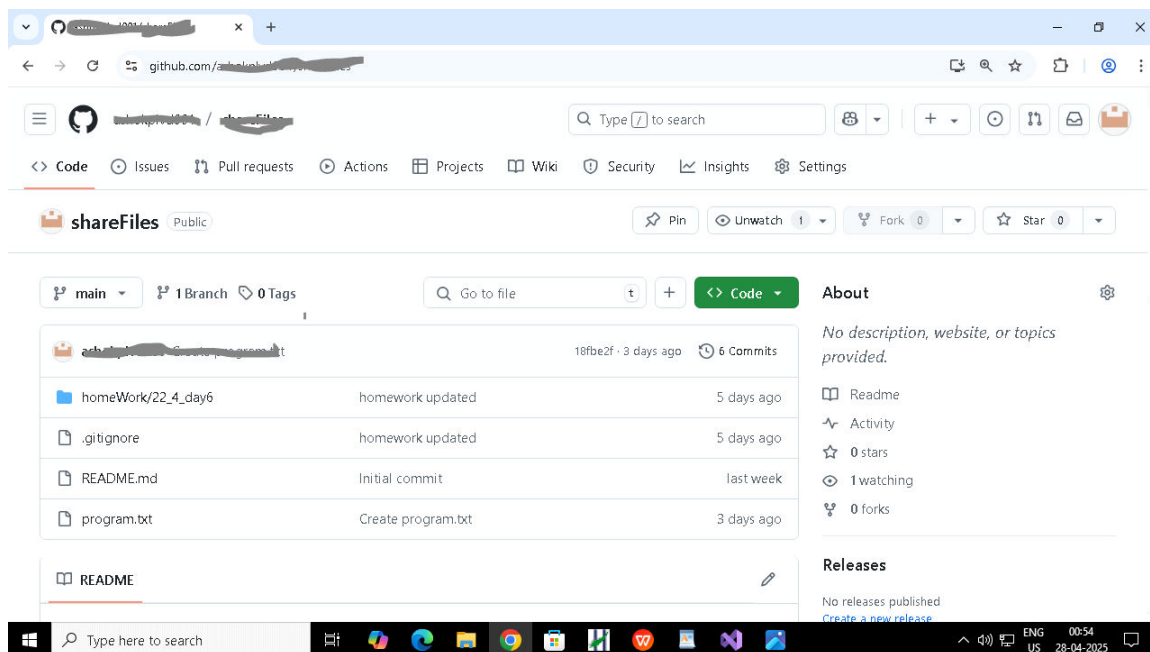 github.com/
Type / to search
Code Issues Pull requests Actions Projects Wiki Security Insights Settings
shareFiles Public
Pin Unwatch 1 Fork 0 Star 0
main 1 Branch 0 Tags Go to file t Code
About
No description, website, or topics
provided.
18fbe2f · 3 days ago 6 Commits
homeWork/22_4_day6 homework updated 5 days ago
.gitignore homework updated 5 days ago
README.md Initial commit last week
program.txt Create program.txt 3 days ago
Readme
Activity
0 stars
1 watching
0 forks
README
Releases
No releases published
Create a new release
Type here to search
ENG
US
00:54
28-04-2025